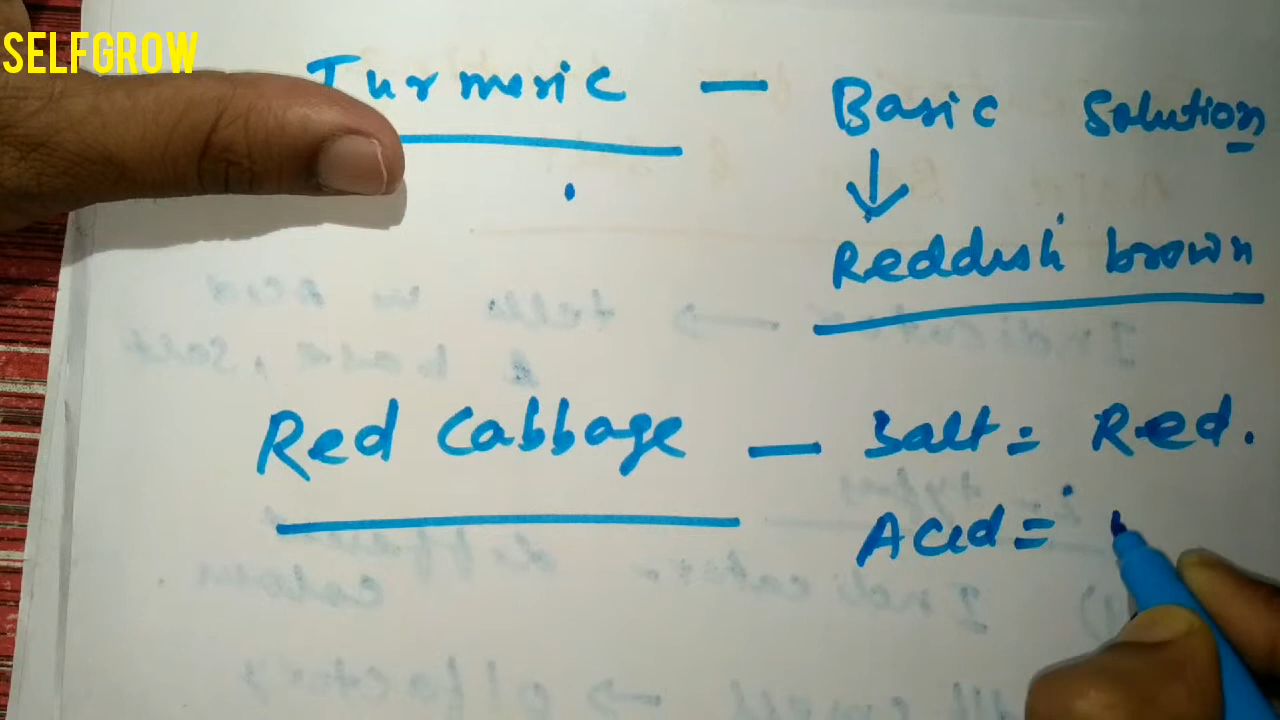 SELFGROW
Turmeric - Basic Solution
↓
Reddish brown
Red Cabbage - Salt = Red.
Acid =